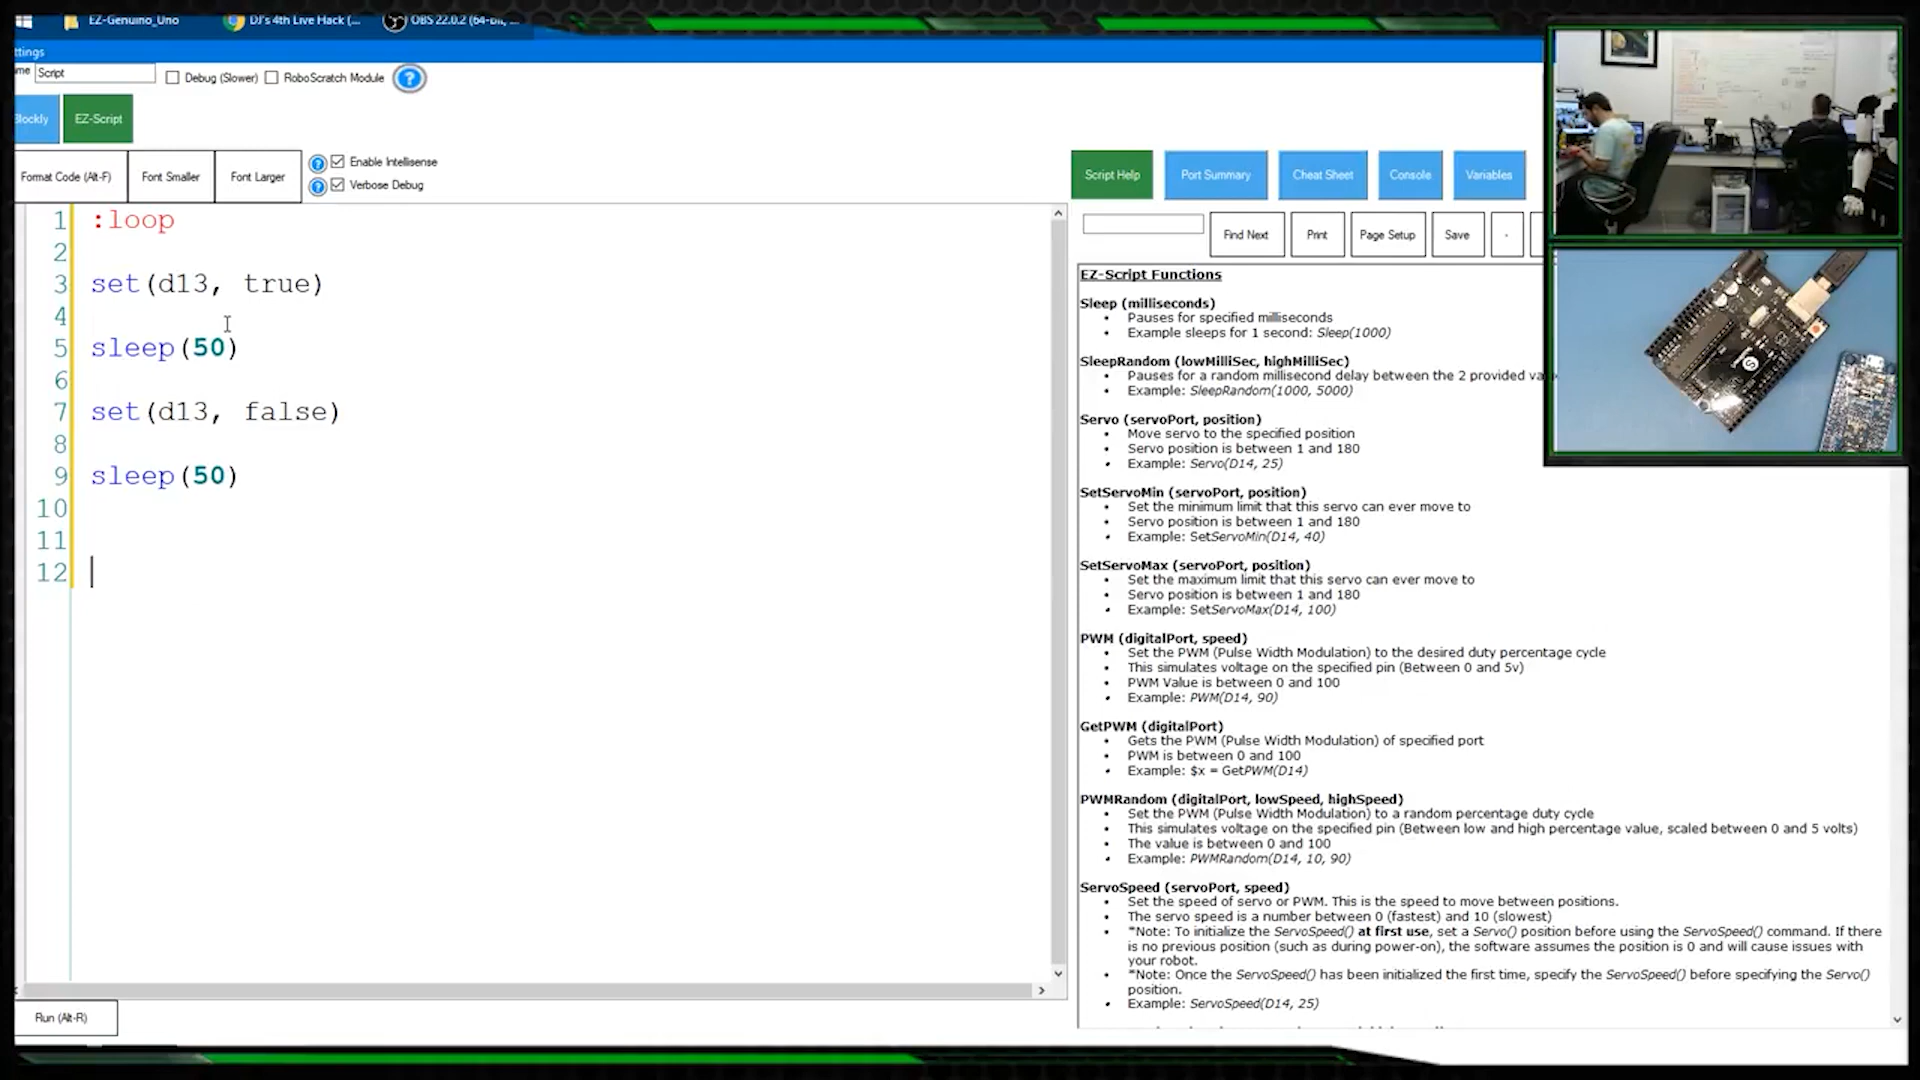 EZ-Genuino_Uno
DJ's 4th Live Hack (...
OBS 22.0.2 (64-bit, ...
ttings
me
Script
Debug (Slower)
RoboScratch Module
?
Blockly
EZ-Script
Format Code (Alt-F)
Font Smaller
Font Larger
? Enable Intellisense
? Verbose Debug
1 :loop
2
3 set(d13, true)
4
5 sleep(50)
6
7 set(d13, false)
8
9 sleep(50)
10
11
12
Run (Alt-R)
Script Help
Port Summary
Cheat Sheet
Console
Variables
Find Next
Print
Page Setup
Save
-
EZ-Script Functions
Sleep (milliseconds)
• Pauses for specified milliseconds
• Example sleeps for 1 second: Sleep(1000)
SleepRandom (lowMilliSec, highMilliSec)
• Pauses for a random millisecond delay between the 2 provided va
• Example: SleepRandom(1000, 5000)
Servo (servoPort, position)
• Move servo to the specified position
• Servo position is between 1 and 180
• Example: Servo(D14, 25)
SetServoMin (servoPort, position)
• Set the minimum limit that this servo can ever move to
• Servo position is between 1 and 180
• Example: SetServoMin(D14, 40)
SetServoMax (servoPort, position)
• Set the maximum limit that this servo can ever move to
• Servo position is between 1 and 180
• Example: SetServoMax(D14, 100)
PWM (digitalPort, speed)
• Set the PWM (Pulse Width Modulation) to the desired duty percentage cycle
• This simulates voltage on the specified pin (Between 0 and 5v)
• PWM Value is between 0 and 100
• Example: PWM(D14, 90)
GetPWM (digitalPort)
• Gets the PWM (Pulse Width Modulation) of specified port
• PWM is between 0 and 100
• Example: $x = GetPWM(D14)
PWMRandom (digitalPort, lowSpeed, highSpeed)
• Set the PWM (Pulse Width Modulation) to a random percentage duty cycle
• This simulates voltage on the specified pin (Between low and high percentage value, scaled between 0 and 5 volts)
• The value is between 0 and 100
• Example: PWMRandom(D14, 10, 90)
ServoSpeed (servoPort, speed)
• Set the speed of servo or PWM. This is the speed to move between positions.
• The servo speed is a number between 0 (fastest) and 10 (slowest)
• *Note: To initialize the ServoSpeed() at first use, set a Servo() position before using the ServoSpeed() command. If there
is no previous position (such as during power-on), the software assumes the position is 0 and will cause issues with
your robot.
• *Note: Once the ServoSpeed() has been initialized the first time, specify the ServoSpeed() before specifying the Servo()
position.
• Example: ServoSpeed(D14, 25)